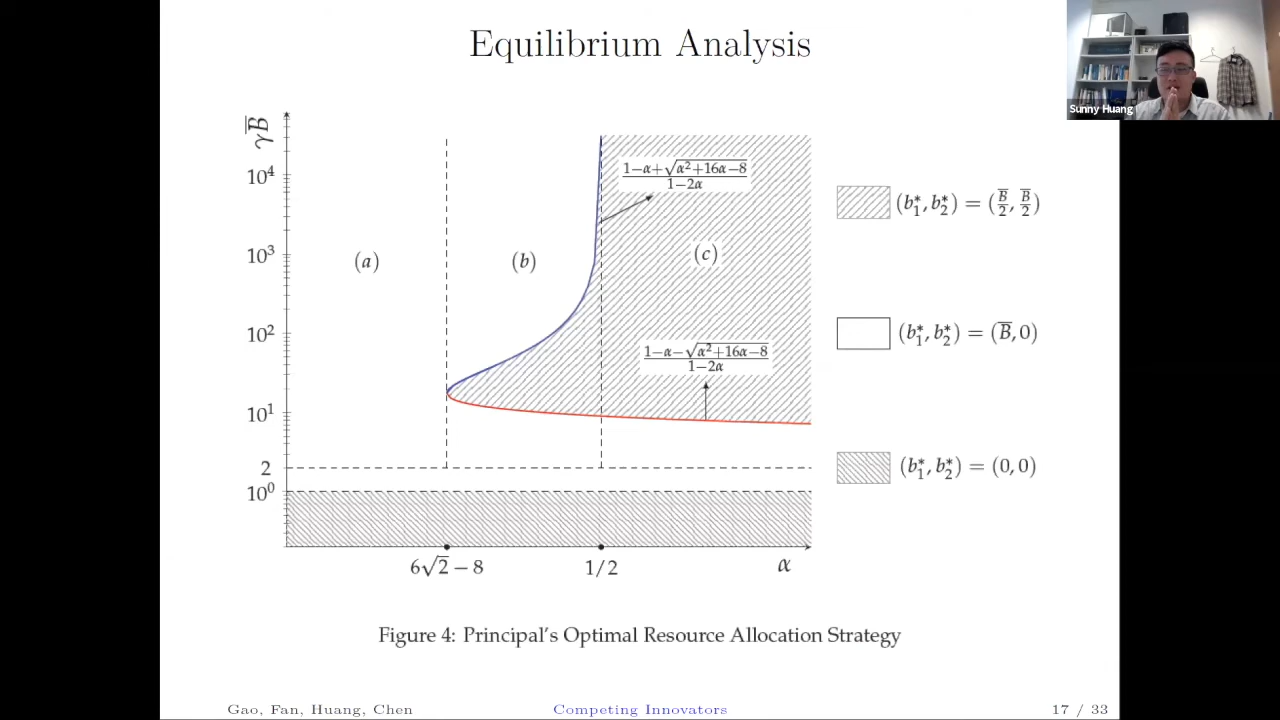 Equilibrium Analysis
Sunny Huang
γB̅
10⁴
10³
10²
10¹
2
10⁰
(a)
(b)
(c)
1−α+√(α²+16α−8)
1−2α
1−α−√(α²+16α−8)
1−2α
6√2 − 8
1/2
α
(b₁*, b₂*) = (B̅/2, B̅/2)
(b₁*, b₂*) = (B̅, 0)
(b₁*, b₂*) = (0, 0)
Figure 4: Principal's Optimal Resource Allocation Strategy
Gao, Fan, Huang, Chen
Competing Innovators
17 / 33